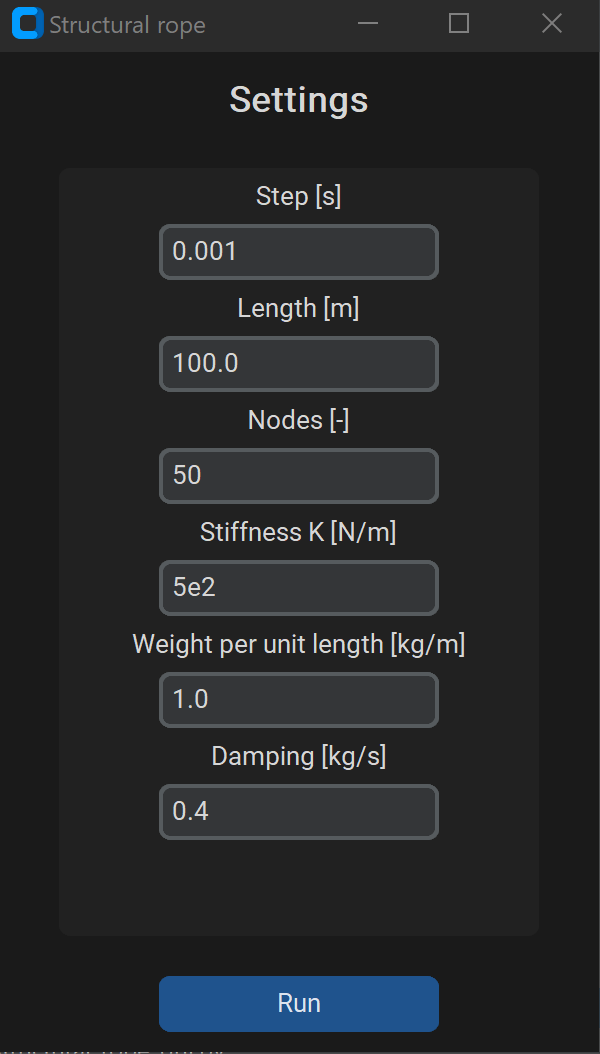 Structural rope
Settings
Step [s]
0.001
Length [m]
100.0
Nodes [-]
50
Stiffness K [N/m]
5e2
Weight per unit length [kg/m]
1.0
Damping [kg/s]
0.4
Run